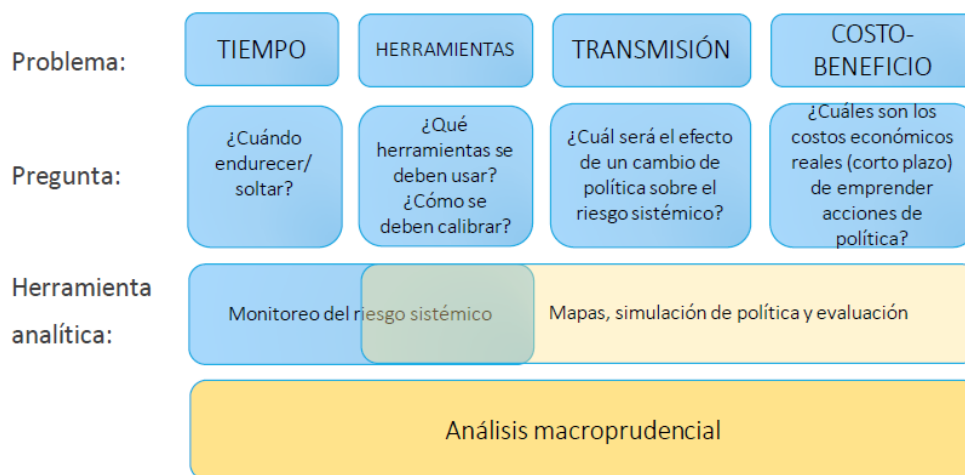 Problema:
TIEMPO
HERRAMIENTAS
TRANSMISIÓN
COSTO-
BENEFICIO
Pregunta:
¿Cuándo
endurecer/
soltar?
¿Qué
herramientas se
deben usar?
¿Cómo se
deben calibrar?
¿Cuál será el efecto
de un cambio de
política sobre el
riesgo sistémico?
¿Cuáles son los
costos económicos
reales (corto plazo)
de emprender
acciones de
política?
Herramienta
analítica:
Monitoreo del riesgo sistémico
Mapas, simulación de política y evaluación
Análisis macroprudencial